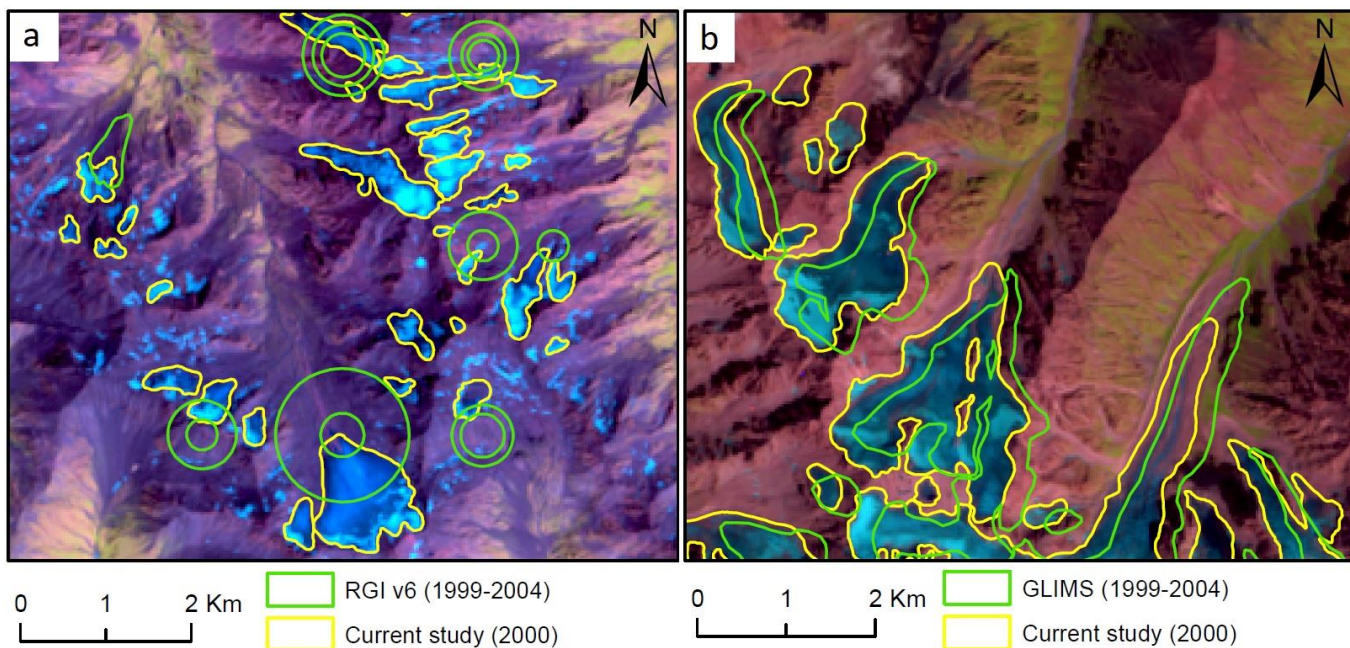 a
N
b
N
0 1 2 Km
RGI v6 (1999-2004)
Current study (2000)
0 1 2 Km
GLIMS (1999-2004)
Current study (2000)